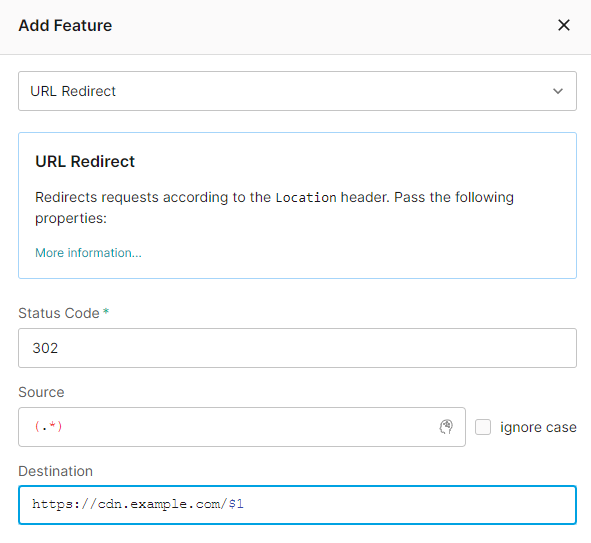 Add Feature
URL Redirect
URL Redirect
Redirects requests according to the Location header. Pass the following
properties:
More information...
Status Code *
302
Source
(.*)
ignore case
Destination
https://cdn.example.com/$1